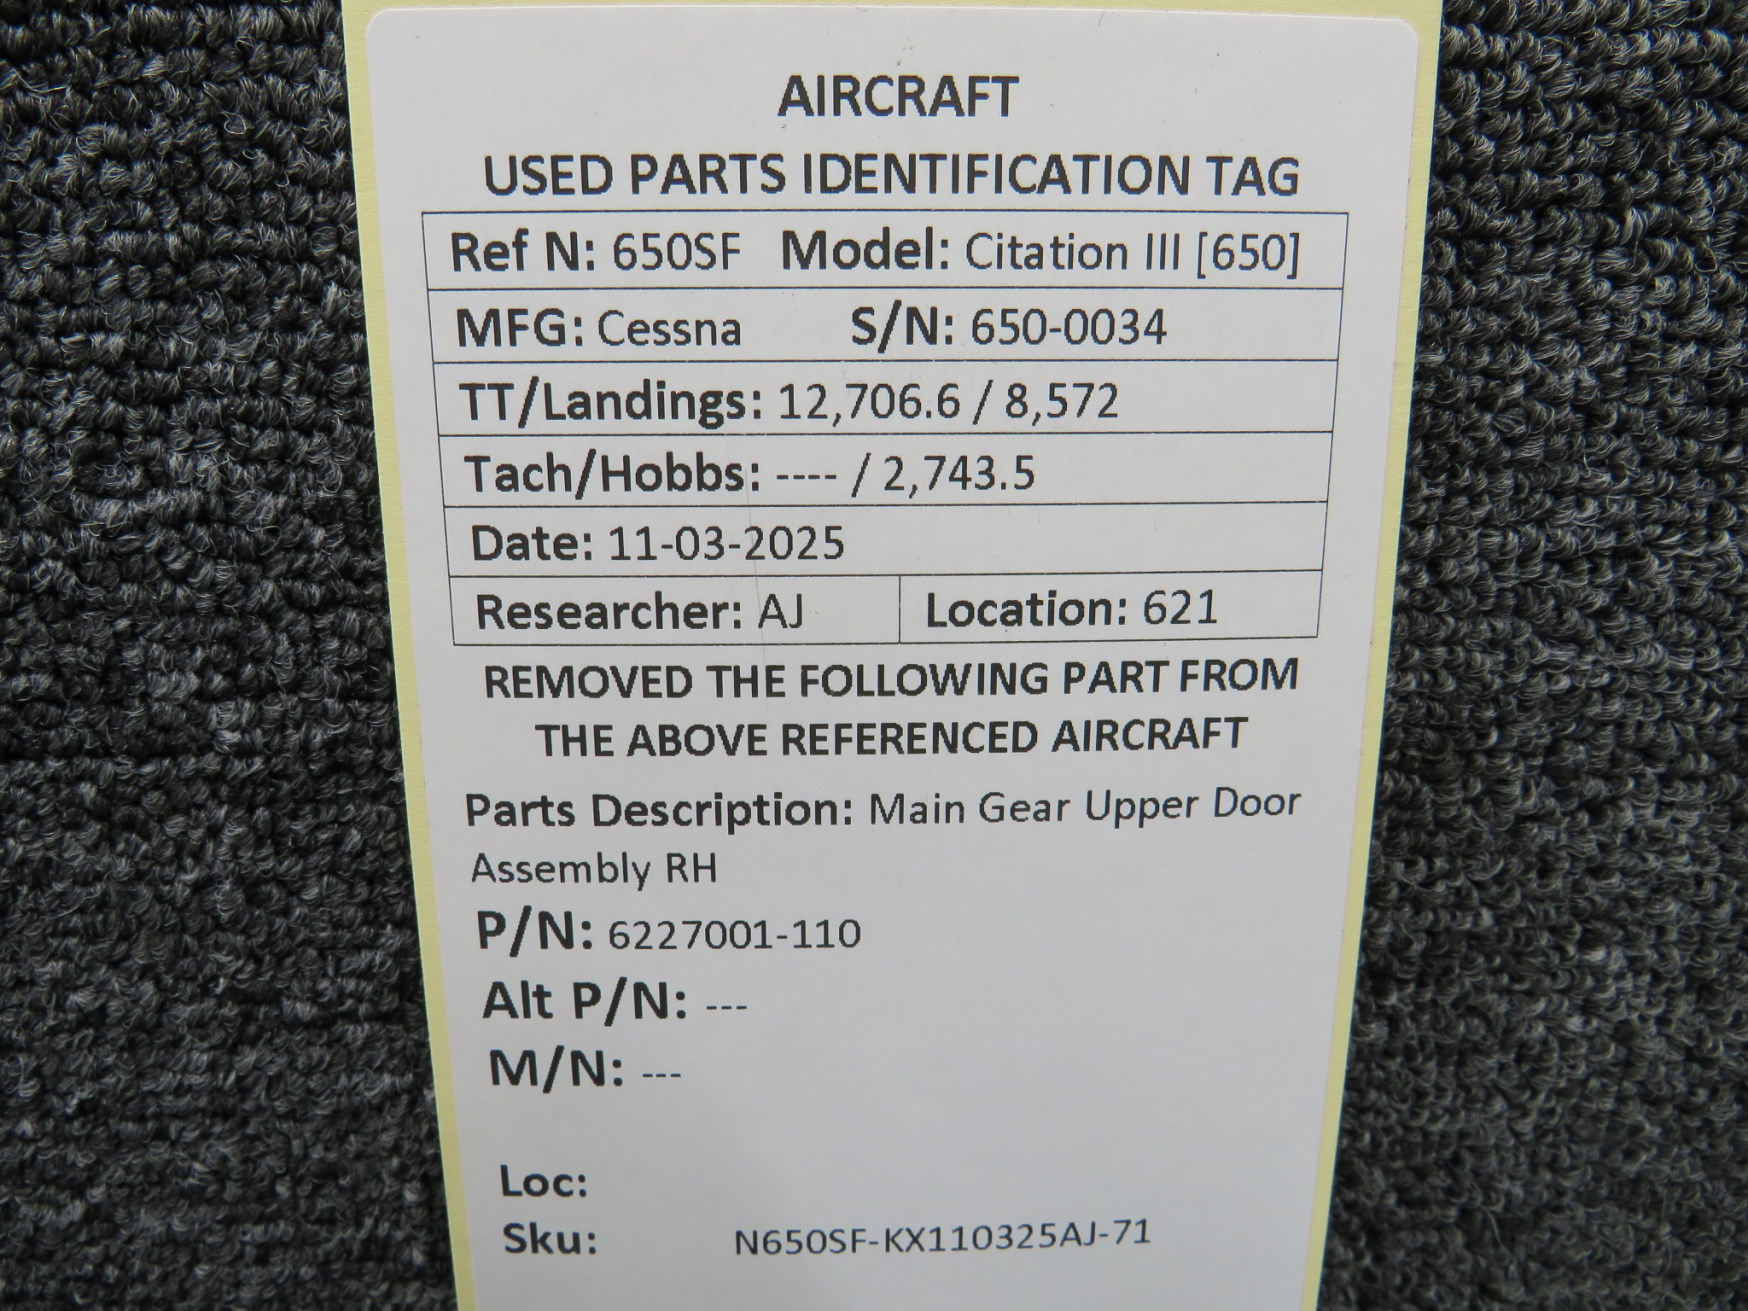 AIRCRAFT
USED PARTS IDENTIFICATION TAG
Ref N: 650SF Model: Citation III [650]
MFG: Cessna S/N: 650-0034
TT/Landings: 12,706.6 / 8,572
Tach/Hobbs: ---- / 2,743.5
Date: 11-03-2025
Researcher: AJ Location: 621
REMOVED THE FOLLOWING PART FROM
THE ABOVE REFERENCED AIRCRAFT
Parts Description: Main Gear Upper Door
Assembly RH
P/N: 6227001-110
Alt P/N: ---
M/N: ---
Loc:
Sku: N650SF-KX110325AJ-71